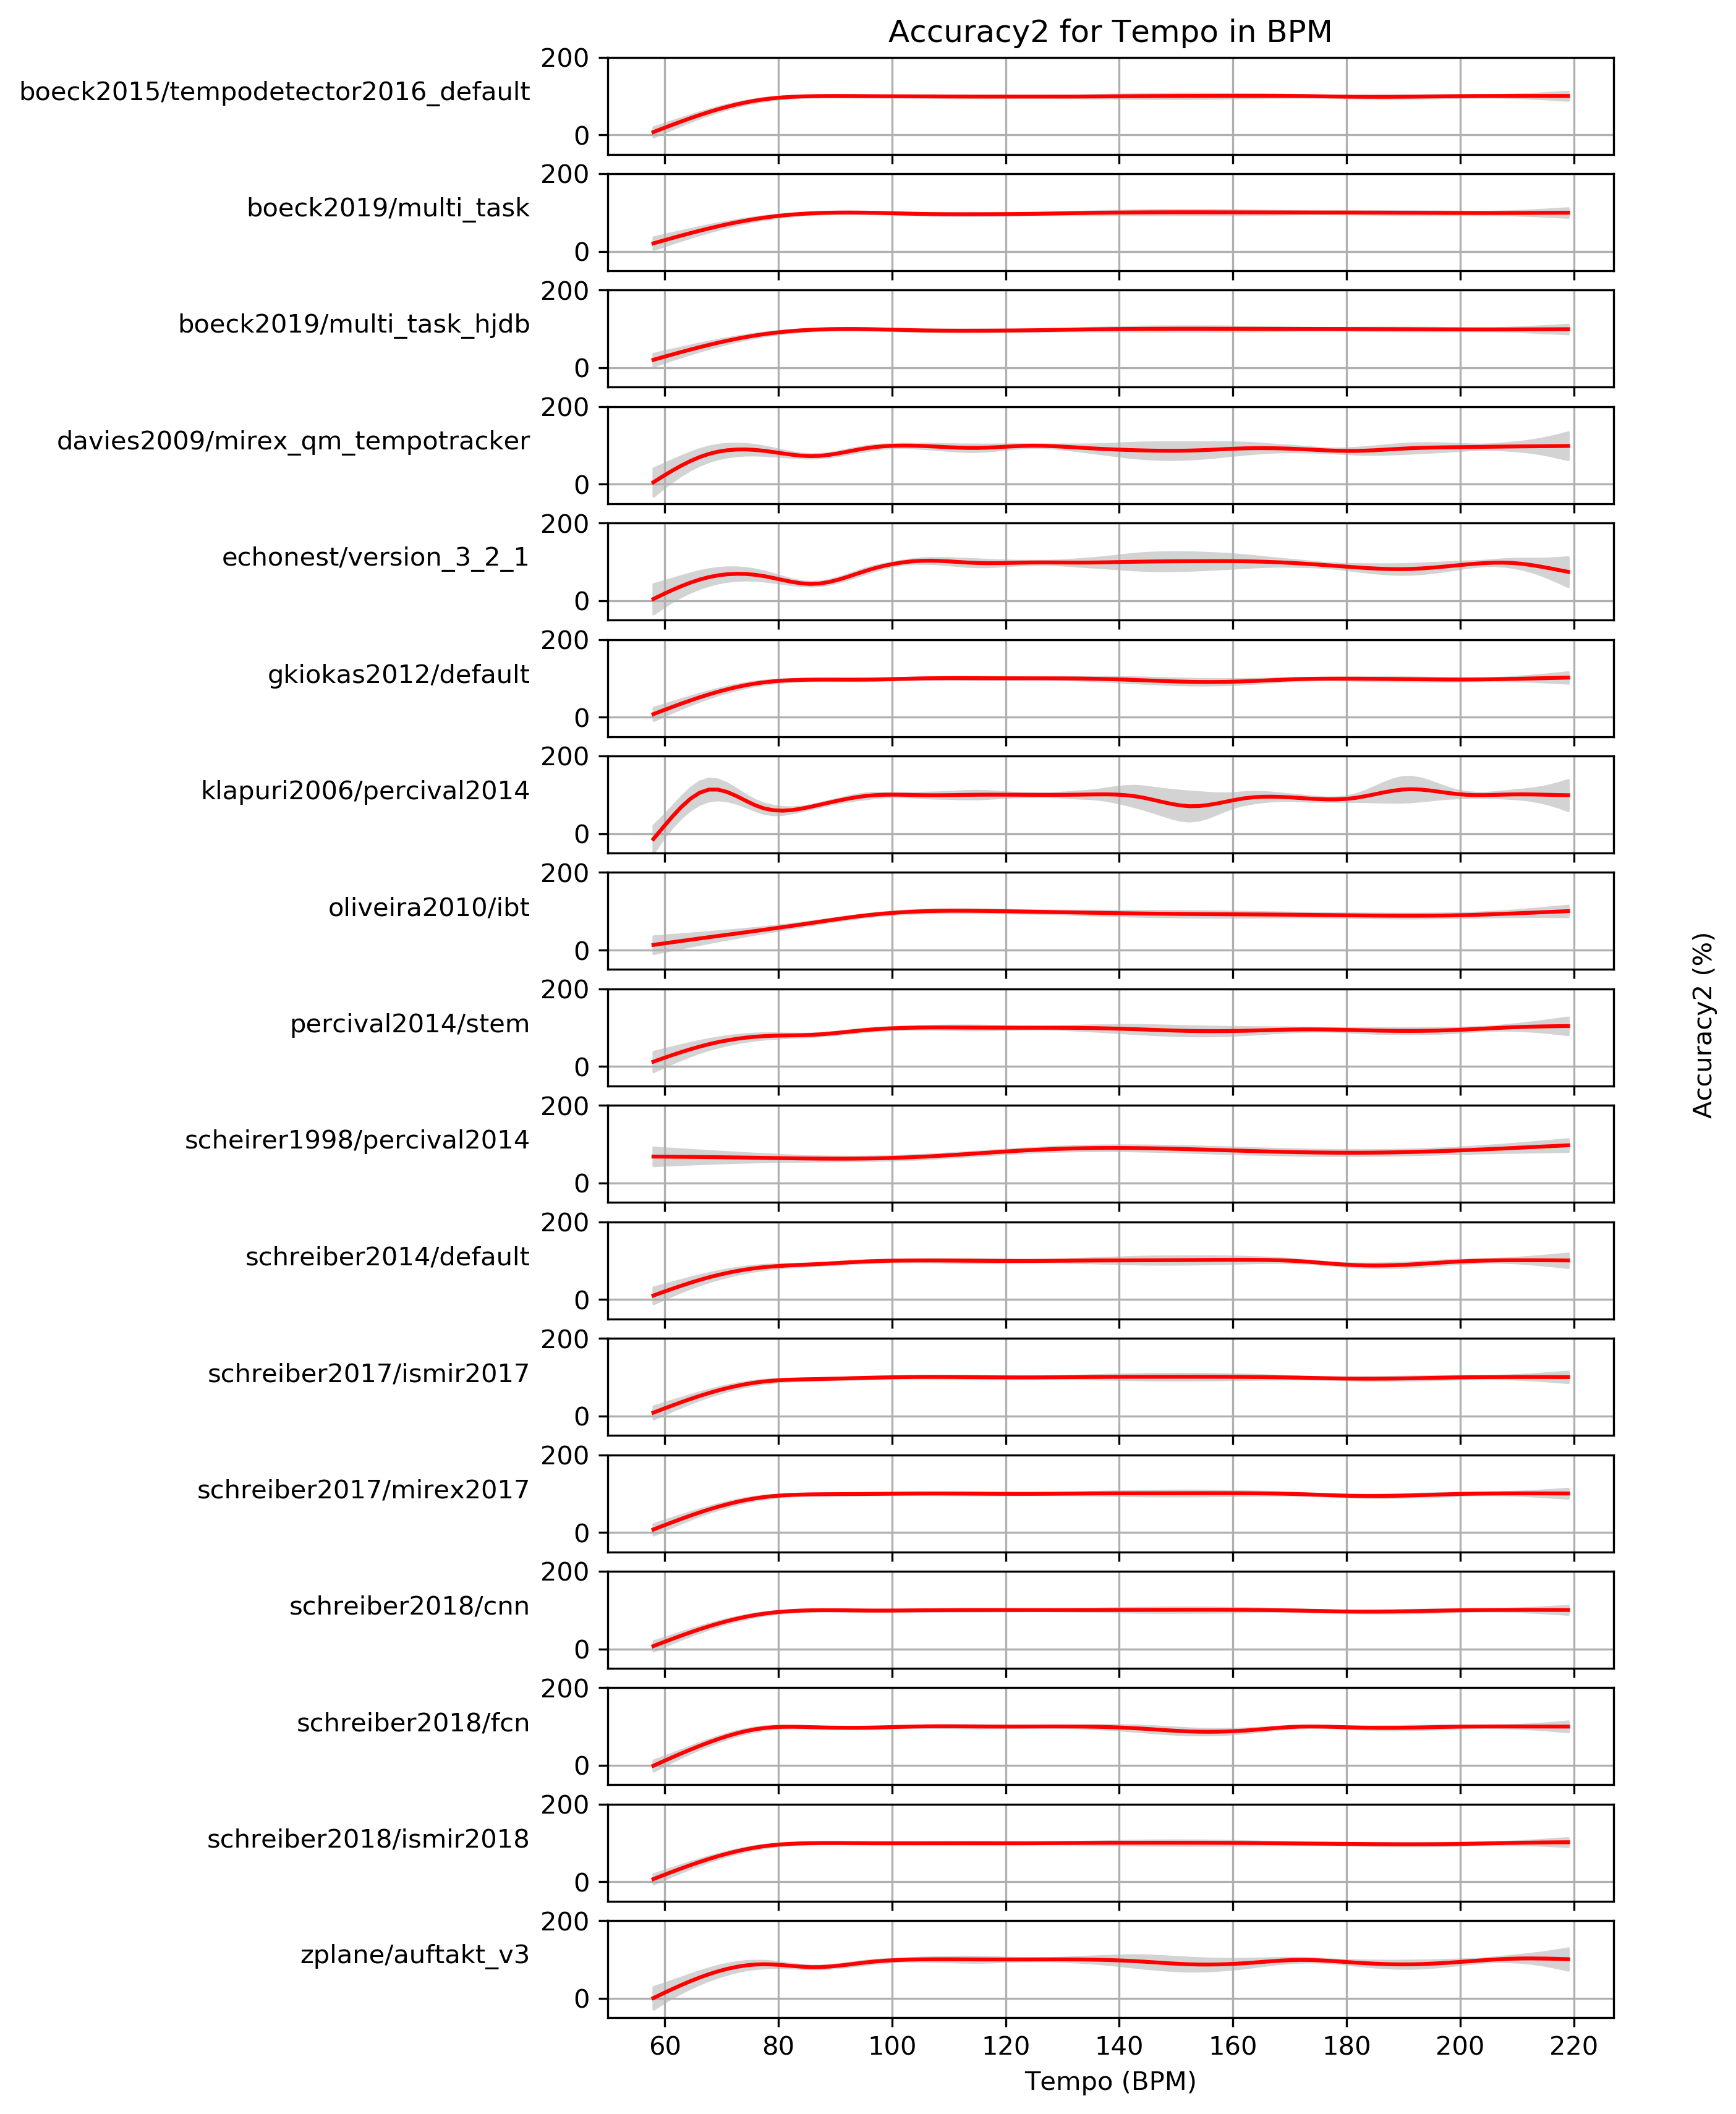 Accuracy2 for Tempo in BPM
200
boeck2015/tempodetector2016_default
0
200
boeck2019/multi_task
0
200
boeck2019/multi_task_hjdb
0
200
davies2009/mirex_qm_tempotracker
0
200
echonest/version_3_2_1
0
200
gkiokas2012/default
0
200
klapuri2006/percival2014
0
200
oliveira2010/ibt
0
200
percival2014/stem
0
200
scheirer1998/percival2014
0
200
schreiber2014/default
0
200
schreiber2017/ismir2017
0
200
schreiber2017/mirex2017
0
200
schreiber2018/cnn
0
200
schreiber2018/fcn
0
200
schreiber2018/ismir2018
0
200
zplane/auftakt_v3
0
60 80 100 120 140 160 180 200 220
Tempo (BPM)
Accuracy2 (%)